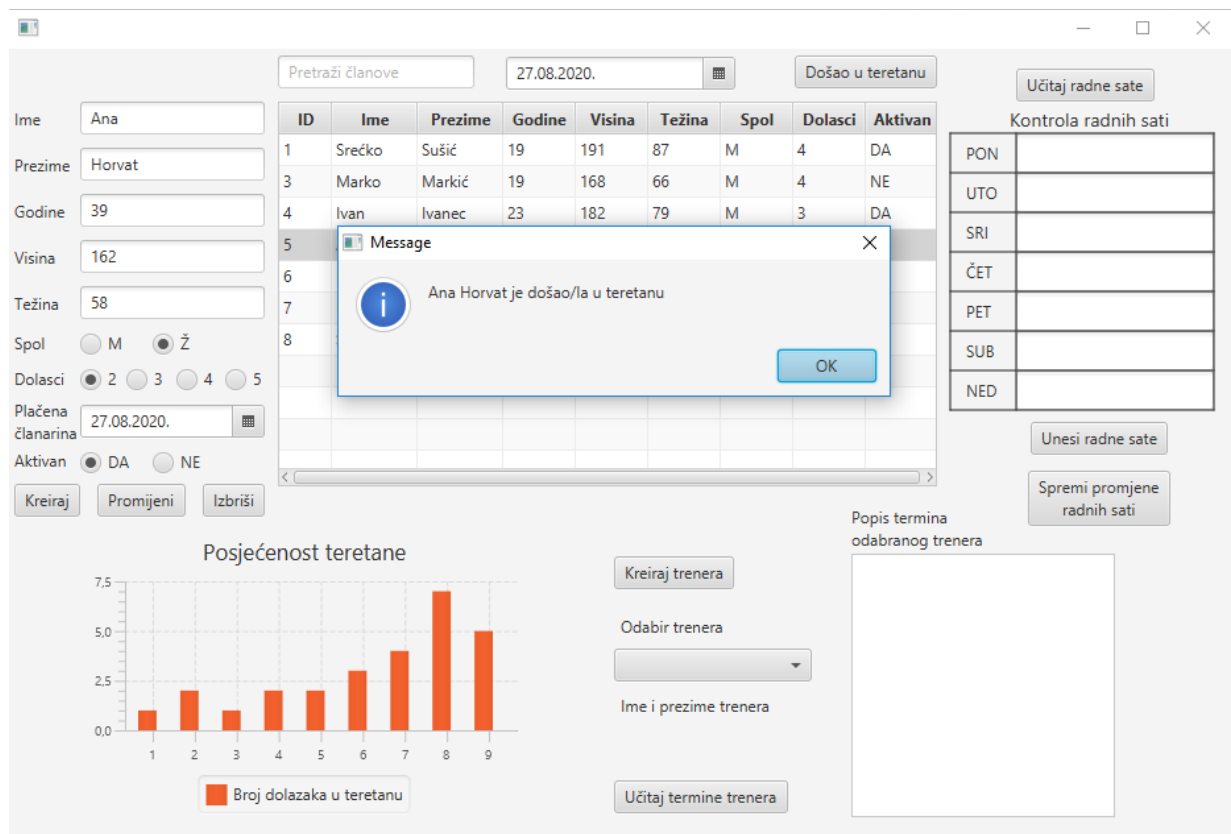 Pretraži članove
27.08.2020.
Došao u teretanu
Učitaj radne sate
Ime
Ana
Prezime
Horvat
Godine
39
Visina
162
Težina
58
Spol M Ž
Dolasci 2 3 4 5
Plaćena
članarina
27.08.2020.
Aktivan DA NE
Kreiraj Promijeni Izbriši
ID Ime Prezime Godine Visina Težina Spol Dolasci Aktivan
1 Srećko Sušić 19 191 87 M 4 DA
3 Marko Markić 19 168 66 M 4 NE
4 Ivan Ivanec 23 182 79 M 3 DA
5
6
7
8
Message
Ana Horvat je došao/la u teretanu
OK
Kontrola radnih sati
PON
UTO
SRI
ČET
PET
SUB
NED
Unesi radne sate
Spremi promjene
radnih sati
Posjećenost teretane
7,5
5,0
2,5
0,0
1 2 3 4 5 6 7 8 9
Broj dolazaka u teretanu
Kreiraj trenera
Odabir trenera
Ime i prezime trenera
Učitaj termine trenera
Popis termina
odabranog trenera